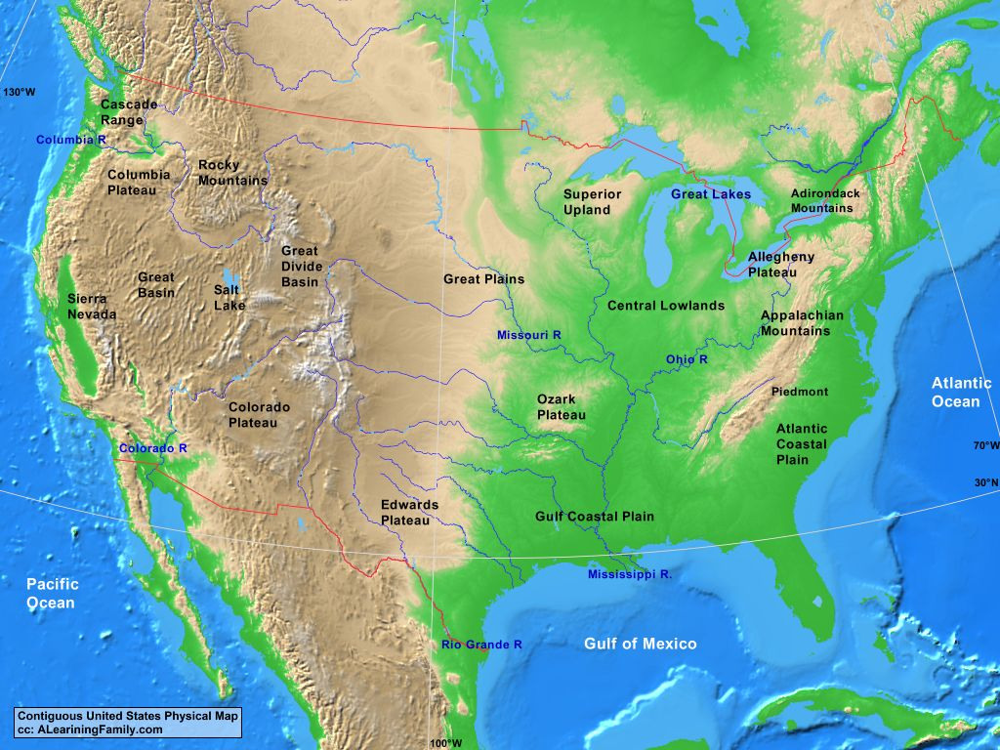 130°W
Cascade
Range
Columbia R
Columbia
Plateau
Rocky
Mountains
Superior
Upland
Great Lakes
Adirondack
Mountains
Great
Divide
Basin
Allegheny
Plateau
Great
Basin
Salt
Lake
Great Plains
Sierra
Nevada
Central Lowlands
Appalachian
Mountains
Missouri R
Ohio R
Atlantic
Ocean
Piedmont
Colorado
Plateau
Ozark
Plateau
Atlantic
Coastal
Plain
Colorado R
70°W
30°N
Edwards
Plateau
Gulf Coastal Plain
Mississippi R.
Pacific
Ocean
Rio Grande R
Gulf of Mexico
Contiguous United States Physical Map
cc: ALeariningFamily.com
100°W